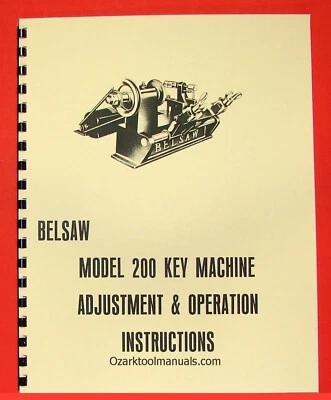 BELSAW
BELSAW
MODEL 200 KEY MACHINE
ADJUSTMENT & OPERATION
INSTRUCTIONS
Ozarktoolmanuals.com